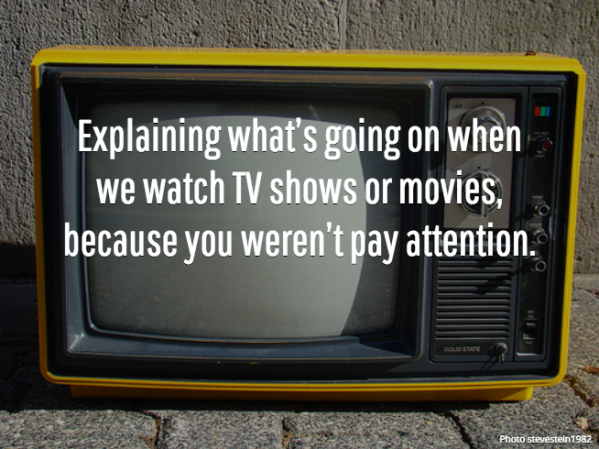 Explaining what's going on when
we watch TV shows or movies,
because you weren't pay attention.
SOLID STATE
Photo stevestein1982